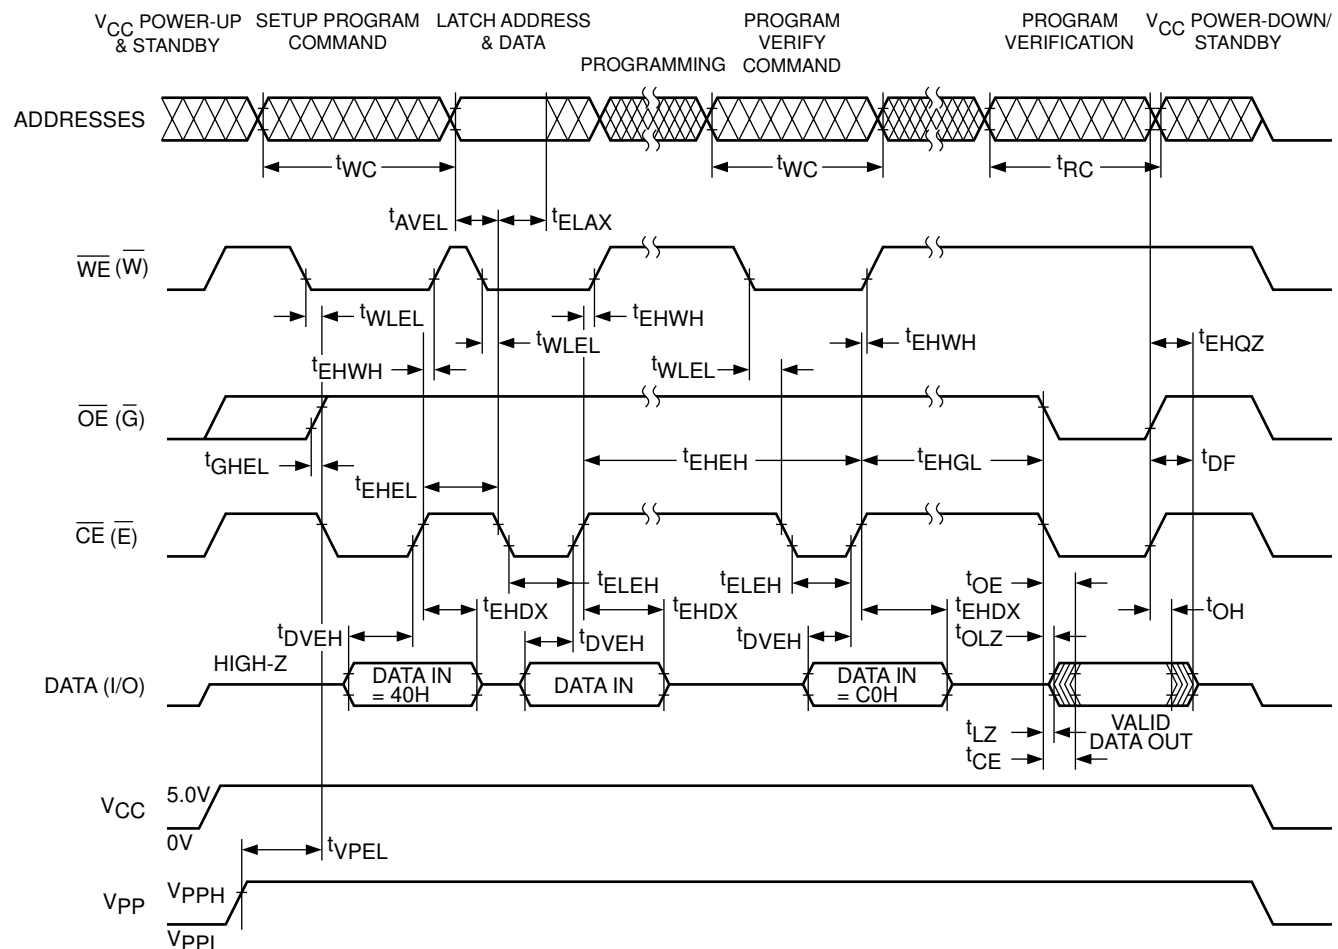 VCC POWER-UP
& STANDBY
SETUP PROGRAM
COMMAND
LATCH ADDRESS
& DATA
PROGRAMMING
PROGRAM
VERIFY
COMMAND
PROGRAM
VERIFICATION
VCC POWER-DOWN/
STANDBY
ADDRESSES
tWC
tWC
tRC
tAVEL
tELAX
WE (W)
tWLEL
tEHWH
tWLEL
tEHWH
tEHWH
tWLEL
tEHQZ
OE (G)
tGHEL
tEHEH
tEHGL
tDF
tEHEL
CE (E)
tELEH
tELEH
tOE
tEHDX
tEHDX
tEHDX
tOH
tDVEH
tDVEH
tDVEH
tOLZ
HIGH-Z
DATA (I/O)
DATA IN
= 40H
DATA IN
DATA IN
= C0H
VALID
DATA OUT
tLZ
tCE
VCC
5.0V
0V
tVPEL
VPP
VPPH
VPPL